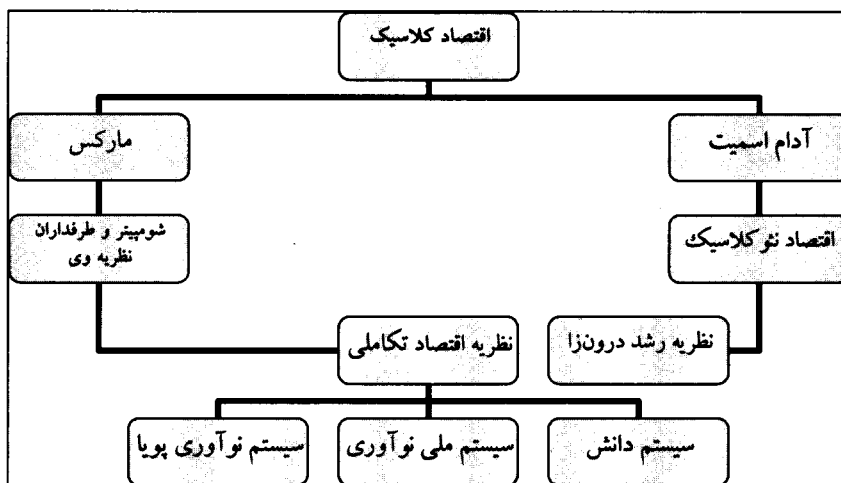 اقتصاد کلاسیک
آدام اسمیت
مارکس
اقتصاد نئوکلاسیک
شومپیتر و طرفداران
نظریه وی
نظریه رشد درون‌زا
نظریه اقتصاد تکاملی
سیستم دانش
سیستم ملی نوآوری
سیستم نوآوری پویا